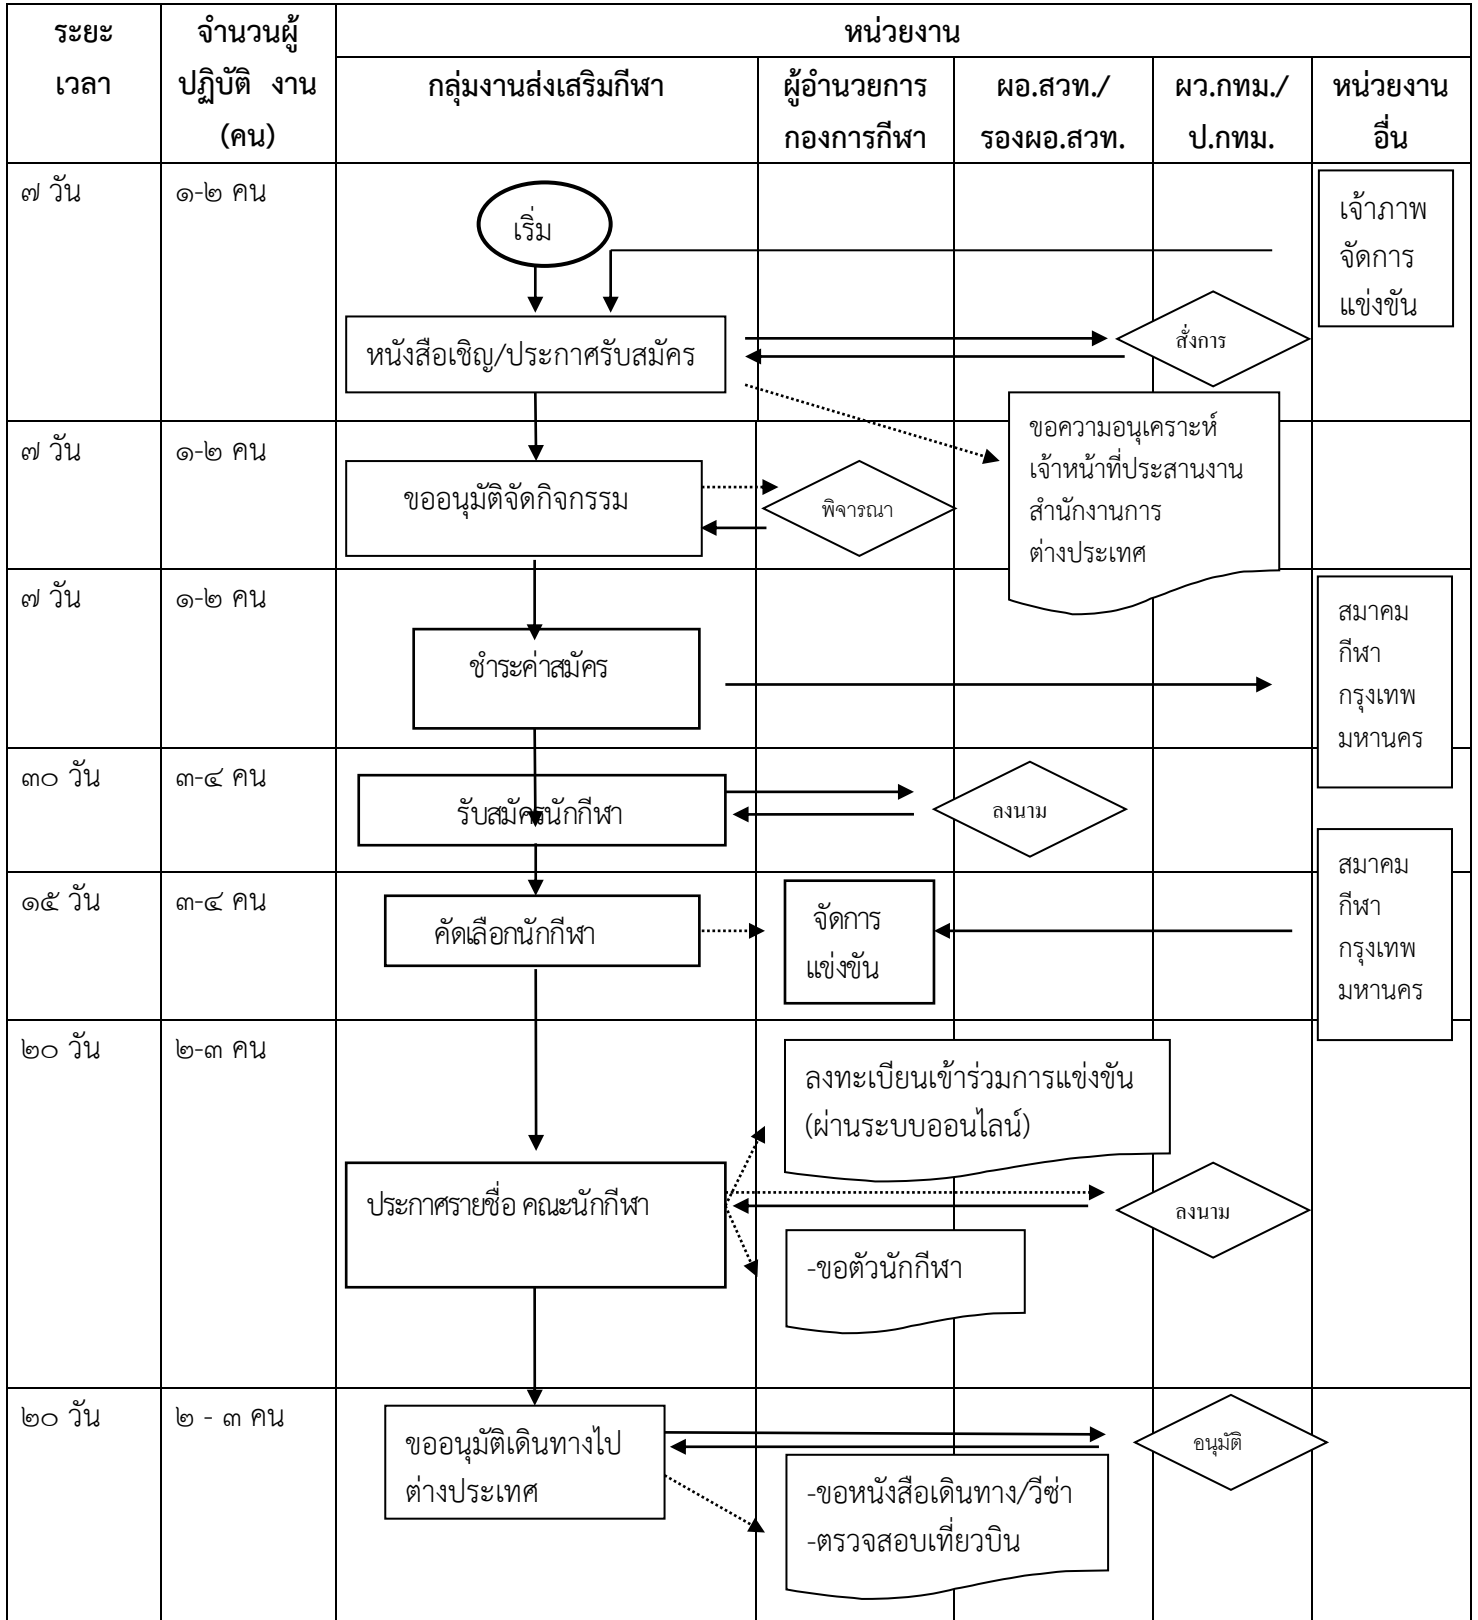 ระยะ
เวลา
จำนวนผู้
ปฏิบัติ งาน
(คน)
หน่วยงาน
กลุ่มงานส่งเสริมกีฬา
ผู้อำนวยการ
กองการกีฬา
ผอ.สวท./
รองผอ.สวท.
ผว.กทม./
ป.กทม.
หน่วยงาน
อื่น
๗ วัน
๑-๒ คน
เริ่ม
เจ้าภาพ
จัดการ
แข่งขัน
หนังสือเชิญ/ประกาศรับสมัคร
สั่งการ
๗ วัน
๑-๒ คน
ขออนุมัติจัดกิจกรรม
พิจารณา
ขอความอนุเคราะห์
เจ้าหน้าที่ประสานงาน
สำนักงานการ
ต่างประเทศ
๗ วัน
๑-๒ คน
ชำระค่าสมัคร
สมาคม
กีฬา
กรุงเทพ
มหานคร
๓๐ วัน
๓-๔ คน
รับสมัครนักกีฬา
ลงนาม
๑๕ วัน
๓-๔ คน
คัดเลือกนักกีฬา
จัดการ
แข่งขัน
สมาคม
กีฬา
กรุงเทพ
มหานคร
๒๐ วัน
๒-๓ คน
ลงทะเบียนเข้าร่วมการแข่งขัน
(ผ่านระบบออนไลน์)
ประกาศรายชื่อ คณะนักกีฬา
ลงนาม
-ขอตัวนักกีฬา
๒๐ วัน
๒ - ๓ คน
ขออนุมัติเดินทางไป
ต่างประเทศ
อนุมัติ
-ขอหนังสือเดินทาง/วีซ่า
-ตรวจสอบเที่ยวบิน